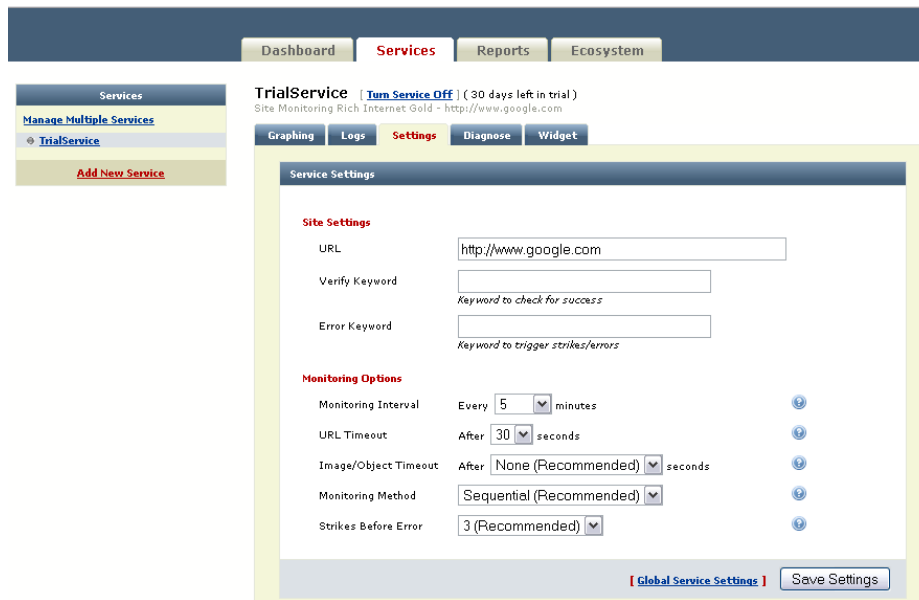 Dashboard Services Reports Ecosystem
Services
Manage Multiple Services
TrialService
Add New Service
TrialService [ Turn Service Off ] ( 30 days left in trial )
Site Monitoring Rich Internet Gold - http://www.google.com
Graphing Logs Settings Diagnose Widget
Service Settings
Site Settings
URL http://www.google.com
Verify Keyword
Keyword to check for success
Error Keyword
Keyword to trigger strikes/errors
Monitoring Options
Monitoring Interval Every 5 minutes ?
URL Timeout After 30 seconds ?
Image/Object Timeout After None (Recommended) seconds ?
Monitoring Method Sequential (Recommended) ?
Strikes Before Error 3 (Recommended) ?
[ Global Service Settings ] Save Settings